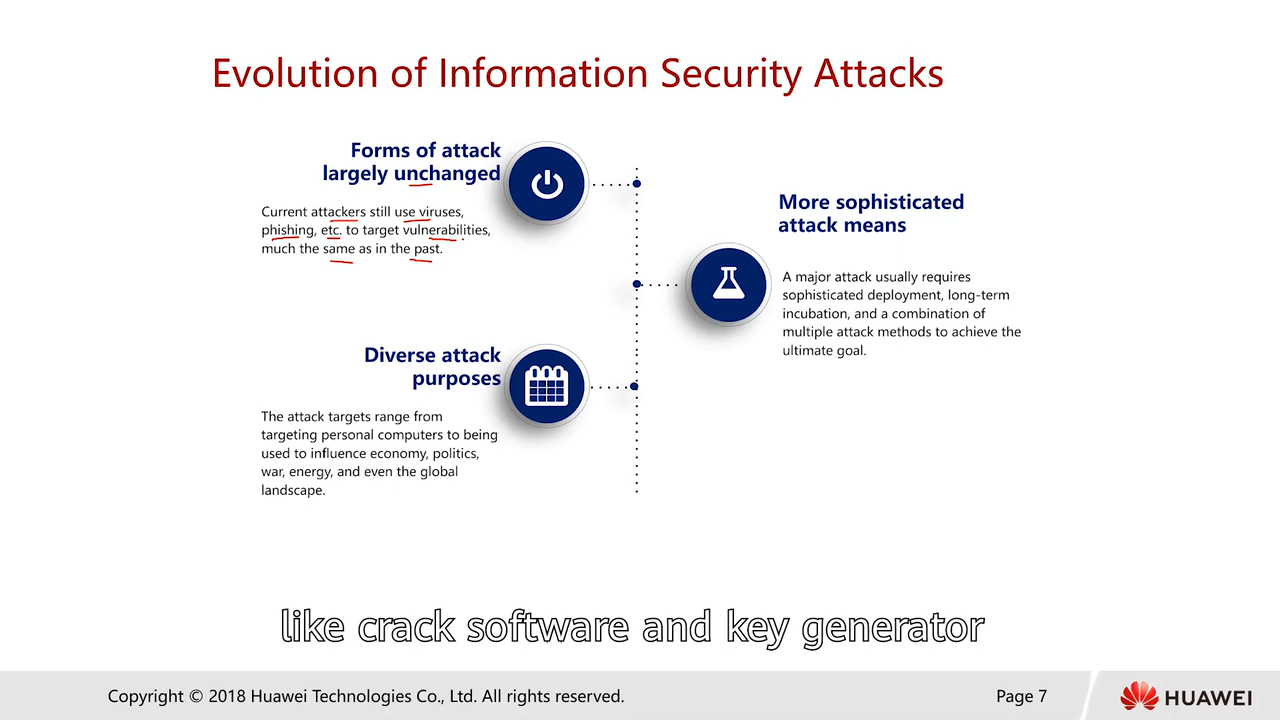 Evolution of Information Security Attacks
Forms of attack
largely unchanged
Current attackers still use viruses,
phishing, etc. to target vulnerabilities,
much the same as in the past.
More sophisticated
attack means
A major attack usually requires
sophisticated deployment, long-term
incubation, and a combination of
multiple attack methods to achieve the
ultimate goal.
Diverse attack
purposes
The attack targets range from
targeting personal computers to being
used to influence economy, politics,
war, energy, and even the global
landscape.
like crack software and key generator
Copyright © 2018 Huawei Technologies Co., Ltd. All rights reserved.
Page 7
HUAWEI